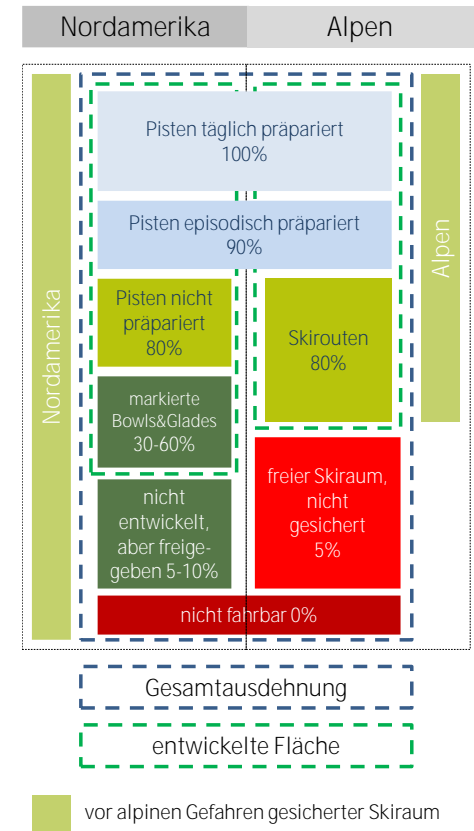 Nordamerika
Alpen
Pisten täglich präpariert
100%
Pisten episodisch präpariert
90%
Nordamerika
Alpen
Pisten nicht
präpariert
80%
Skirouten
80%
markierte
Bowls&Glades
30-60%
freier Skiraum,
nicht
gesichert
5%
nicht
entwickelt,
aber freige-
geben 5-10%
nicht fahrbar 0%
Gesamtausdehnung
entwickelte Fläche
vor alpinen Gefahren gesicherter Skiraum